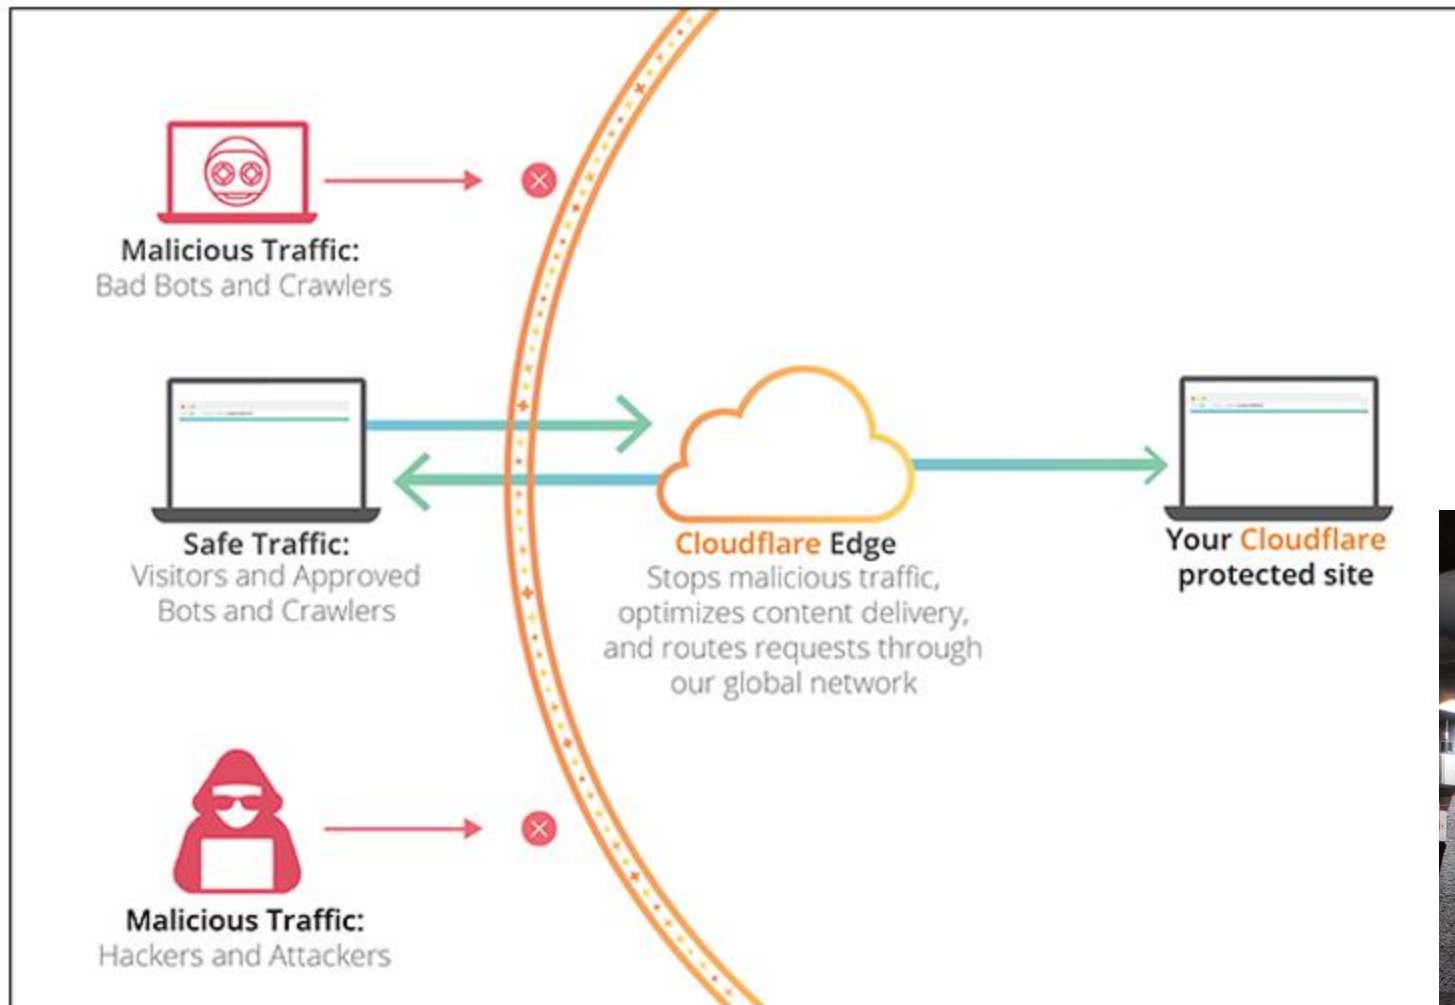 Malicious Traffic:
Bad Bots and Crawlers
Safe Traffic:
Visitors and Approved
Bots and Crawlers
Cloudflare Edge
Stops malicious traffic,
optimizes content delivery,
and routes requests through
our global network
Your Cloudflare
protected site
Malicious Traffic:
Hackers and Attackers